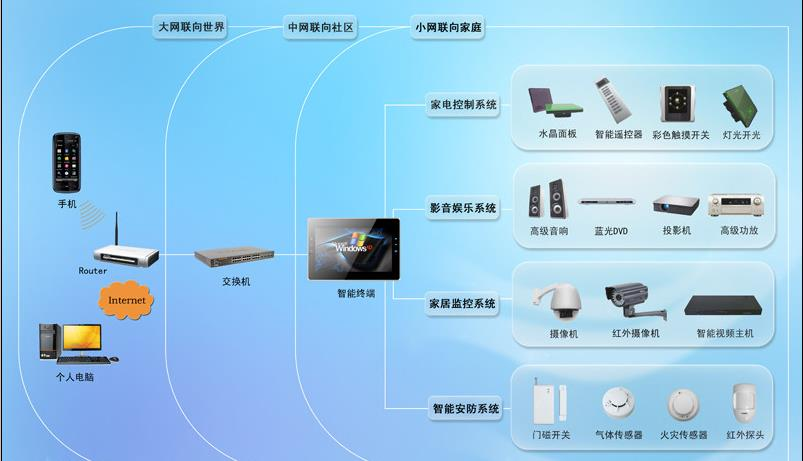 大网联向世界
中网联向社区
小网联向家庭
手机
Router
Internet
个人电脑
交换机
Windows
智能终端
家电控制系统
水晶面板
智能遥控器
彩色触摸开关
灯光开光
影音娱乐系统
高级音响
蓝光DVD
投影机
高级功放
家居监控系统
摄像机
红外摄像机
智能视频主机
智能安防系统
门磁开关
气体传感器
火灾传感器
红外探头